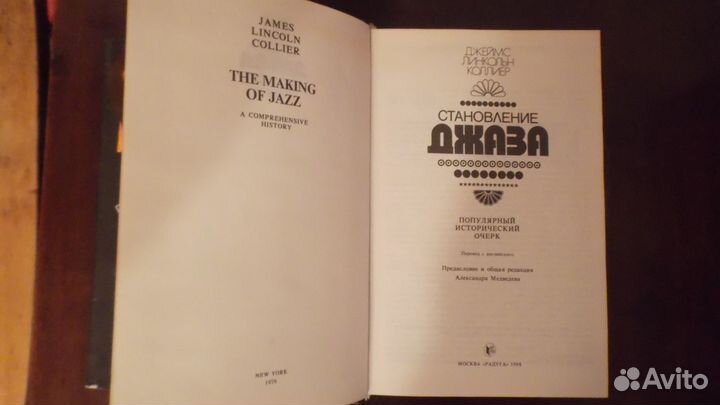 JAMES
LINCOLN
COLLIER
THE MAKING
OF JAZZ
A COMPREHENSIVE
HISTORY
NEW YORK
1978
ДЖЕЙМС
ЛИНКОЛЬН
КОЛЛИЕР
СТАНОВЛЕНИЕ
ДЖАЗА
ПОПУЛЯРНЫЙ
ИСТОРИЧЕСКИЙ
ОЧЕРК
Перевод с английского
Предисловие и общая редакция
Александра Медведева
МОСКВА «РАДУГА» 1984
Avito